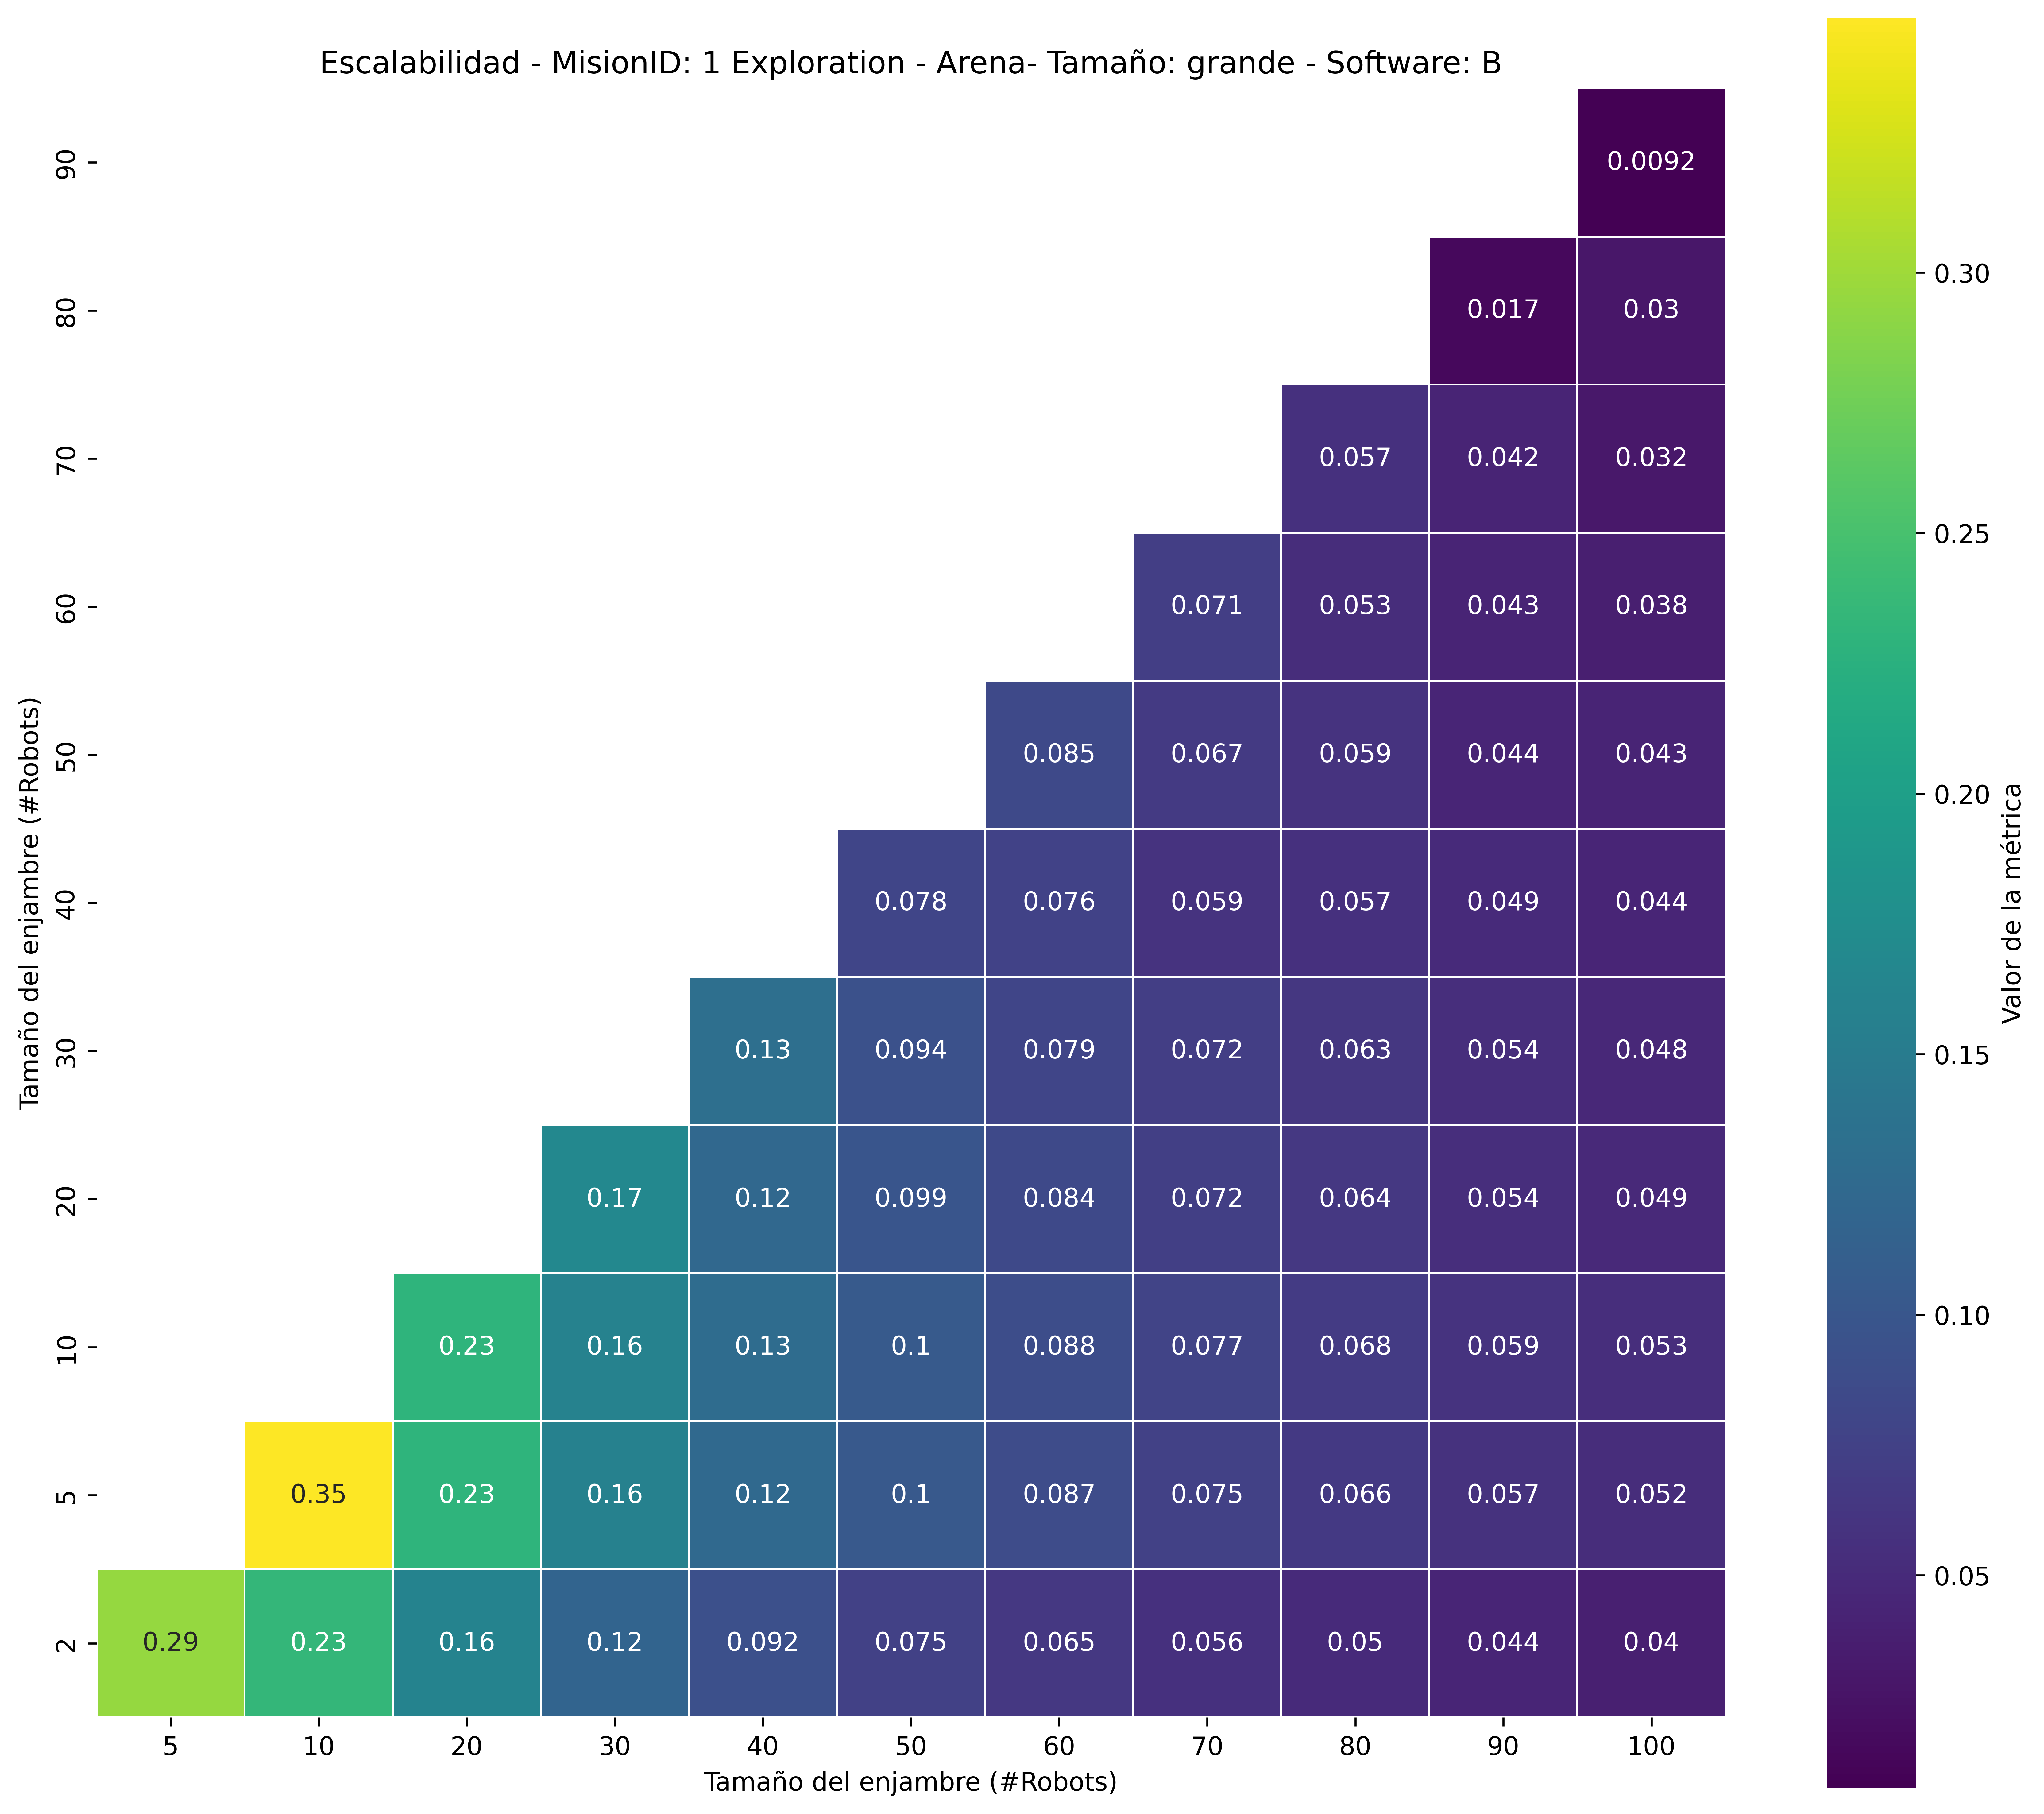 Escalabilidad - MisionID: 1 Exploration - Arena- Tamaño: grande - Software: B
90
0.0092
80
0.017 0.03
70
0.057 0.042 0.032
60
0.071 0.053 0.043 0.038
50
0.085 0.067 0.059 0.044 0.043
40
0.078 0.076 0.059 0.057 0.049 0.044
30
0.13 0.094 0.079 0.072 0.063 0.054 0.048
20
0.17 0.12 0.099 0.084 0.072 0.064 0.054 0.049
10
0.23 0.16 0.13 0.1 0.088 0.077 0.068 0.059 0.053
5
0.35 0.23 0.16 0.12 0.1 0.087 0.075 0.066 0.057 0.052
2
0.29 0.23 0.16 0.12 0.092 0.075 0.065 0.056 0.05 0.044 0.04
5 10 20 30 40 50 60 70 80 90 100
Tamaño del enjambre (#Robots)
Tamaño del enjambre (#Robots)
0.30
0.25
0.20
0.15
0.10
0.05
Valor de la métrica